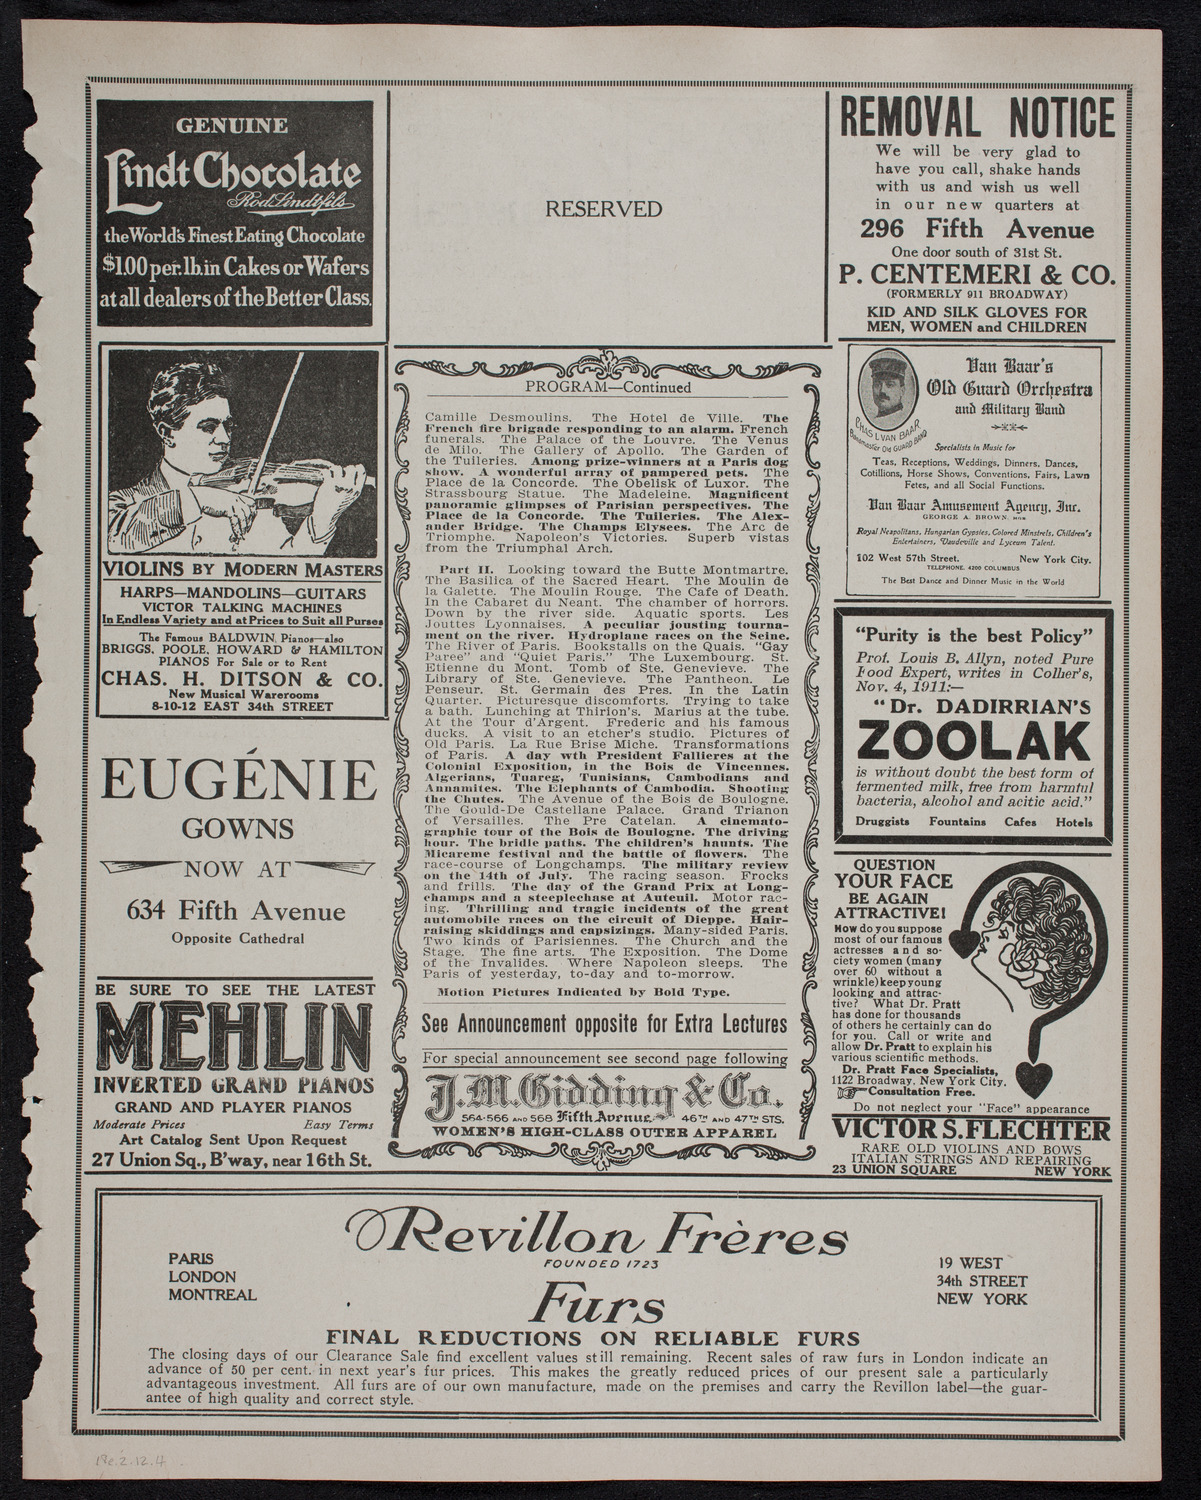 GENUINE
Lindt Chocolate
Rod. Lindt fils
the World's Finest Eating Chocolate
$1.00 per. lb. in Cakes or Wafers
at all dealers of the Better Class.
VIOLINS BY MODERN MASTERS
HARPS—MANDOLINS—GUITARS
VICTOR TALKING MACHINES
In Endless Variety and at Prices to Suit all Purses
The Famous BALDWIN Pianos—also
BRIGGS, POOLE, HOWARD & HAMILTON
PIANOS For Sale or to Rent
CHAS. H. DITSON & CO.
New Musical Warerooms
8-10-12 EAST 34th STREET
EUGÉNIE
GOWNS
NOW AT
634 Fifth Avenue
Opposite Cathedral
BE SURE TO SEE THE LATEST
MEHLIN
INVERTED GRAND PIANOS
GRAND AND PLAYER PIANOS
Moderate Prices Easy Terms
Art Catalog Sent Upon Request
27 Union Sq., B'way, near 16th St.
RESERVED
PROGRAM—Continued
Camille Desmoulins. The Hotel de Ville. The
French fire brigade responding to an alarm. French
funerals. The Palace of the Louvre. The Venus
de Milo. The Gallery of Apollo. The Garden of
the Tuileries. Among prize-winners at a Paris dog
show. A wonderful array of pampered pets. The
Place de la Concorde. The Obelisk of Luxor. The
Strassbourg Statue. The Madeleine. Magnificent
panoramic glimpses of Parisian perspectives. The
Place de la Concorde. The Tuileries. The Alex-
ander Bridge. The Champs Elysees. The Arc de
Triomphe. Napoleon's Victories. Superb vistas
from the Triumphal Arch.
Part II. Looking toward the Butte Montmartre.
The Basilica of the Sacred Heart. The Moulin de
la Galette. The Moulin Rouge. The Cafe of Death.
In the Cabaret du Neant. The chamber of horrors.
Down by the river side. Aquatic sports. Les
Jouttes Lyonnaises. A peculiar jousting tourna-
ment on the river. Hydroplane races on the Seine.
The River of Paris. Bookstalls on the Quais. "Gay
Paree" and "Quiet Paris." The Luxembourg. St.
Etienne du Mont. Tomb of Ste. Genevieve. The
Library of Ste. Genevieve. The Pantheon. Le
Penseur. St. Germain des Pres. In the Latin
Quarter. Picturesque discomforts. Trying to take
a bath. Lunching at Thirion's. Marius at the tube.
At the Tour d'Argent. Frederic and his famous
ducks. A visit to an etcher's studio. Pictures of
Old Paris. La Rue Brise Miche. Transformations
of Paris. A day wth President Fallieres at the
Colonial Exposition, in the Bois de Vincennes.
Algerians, Tuareg, Tunisians, Cambodians and
Annamites. The Elephants of Cambodia. Shooting
the Chutes. The Avenue of the Bois de Boulogne.
The Gould-De Castellane Palace. Grand Trianon
of Versailles. The Pre Catelan. A cinemato-
graphic tour of the Bois de Boulogne. The driving
hour. The bridle paths. The children's haunts. The
Micareme festival and the battle of flowers. The
race-course of Longchamps. The military review
on the 14th of July. The racing season. Frocks
and frills. The day of the Grand Prix at Long-
champs and a steeplechase at Auteuil. Motor rac-
ing. Thrilling and tragic incidents of the great
automobile races on the circuit of Dieppe. Hair-
raising skiddings and capsizings. Many-sided Paris.
Two kinds of Parisiennes. The Church and the
Stage. The fine arts. The Exposition. The Dome
of the Invalides. Where Napoleon sleeps. The
Paris of yesterday, to-day and to-morrow.
Motion Pictures Indicated by Bold Type.
See Announcement opposite for Extra Lectures
For special announcement see second page following
J. M. Gidding & Co.
564-566 AND 568 Fifth Avenue 46TH AND 47TH STS.
WOMEN'S HIGH-CLASS OUTER APPAREL
REMOVAL NOTICE
We will be very glad to
have you call, shake hands
with us and wish us well
in our new quarters at
296 Fifth Avenue
One door south of 31st St.
P. CENTEMERI & CO.
(FORMERLY 911 BROADWAY)
KID AND SILK GLOVES FOR
MEN, WOMEN and CHILDREN
CHAS L VAN BAAR
Bandmaster Old GUARD BAND
Van Baar's
Old Guard Orchestra
and Military Band
Specialists in Music for
Teas, Receptions, Weddings, Dinners, Dances,
Cotillions, Horse Shows, Conventions, Fairs, Lawn
Fetes, and all Social Functions.
Van Baar Amusement Agency, Inc.
GEORGE A. BROWN, MGR
Royal Neapolitans, Hungarian Gypsies, Colored Minstrels, Children's
Entertainers, Vaudeville and Lyceum Talent.
102 West 57th Street. New York City.
TELEPHONE, 4200 COLUMBUS
The Best Dance and Dinner Music in the World
"Purity is the best Policy"
Prof. Louis B. Allyn, noted Pure
Food Expert, writes in Collier's,
Nov. 4, 1911:—
"Dr. DADIRRIAN'S
ZOOLAK
is without doubt the best form of
fermented milk, free from harmful
bacteria, alcohol and acitic acid."
Druggists Fountains Cafes Hotels
QUESTION
YOUR FACE
BE AGAIN
ATTRACTIVE!
How do you suppose
most of our famous
actresses and so-
ciety women (many
over 60 without a
wrinkle) keep young
looking and attrac-
tive? What Dr. Pratt
has done for thousands
of others he certainly can do
for you. Call or write and
allow Dr. Pratt to explain his
various scientific methods.
Dr. Pratt Face Specialists,
1122 Broadway, New York City.
Consultation Free.
Do not neglect your "Face" appearance
VICTOR S. FLECHTER
RARE OLD VIOLINS AND BOWS
ITALIAN STRINGS AND REPAIRING
23 UNION SQUARE NEW YORK
Revillon Frères
FOUNDED 1723
PARIS
LONDON
MONTREAL
19 WEST
34th STREET
NEW YORK
Furs
FINAL REDUCTIONS ON RELIABLE FURS
The closing days of our Clearance Sale find excellent values still remaining. Recent sales of raw furs in London indicate an
advance of 50 per cent. in next year's fur prices. This makes the greatly reduced prices of our present sale a particularly
advantageous investment. All furs are of our own manufacture, made on the premises and carry the Revillon label—the guar-
antee of high quality and correct style.